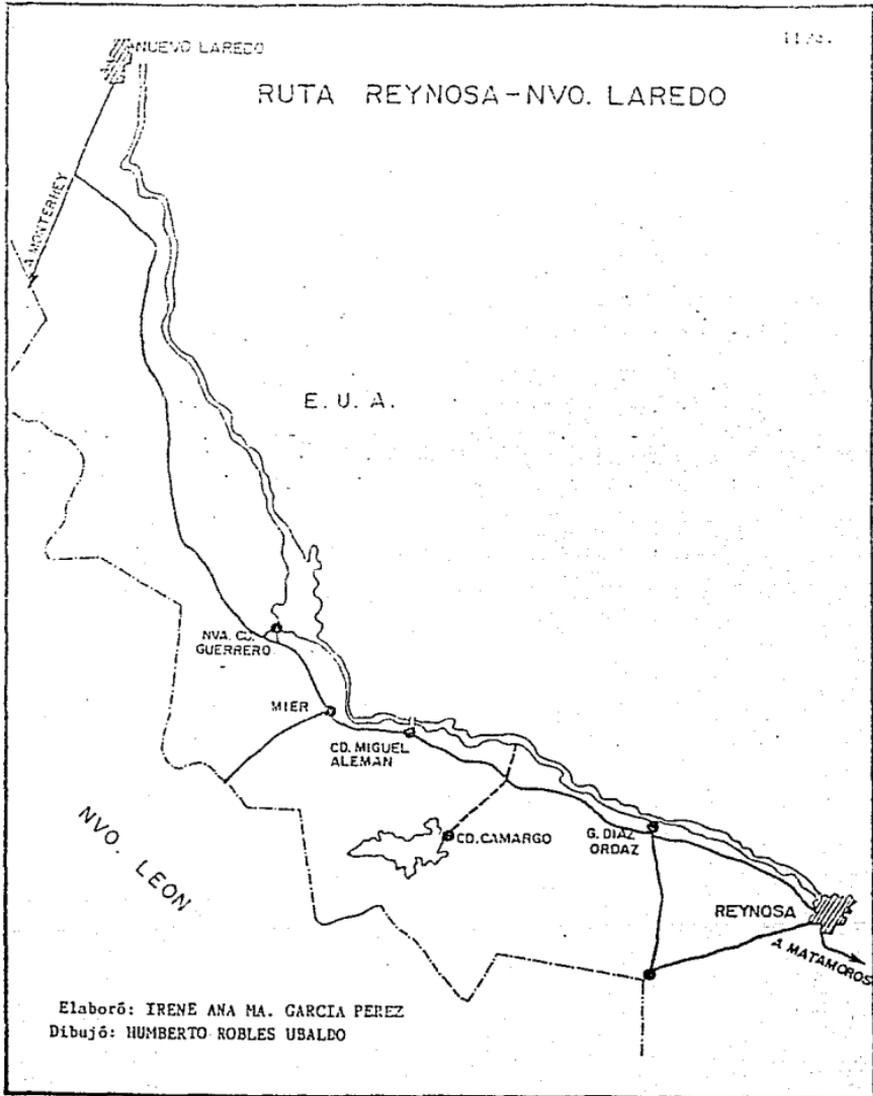 NUEVO LAREDO
RUTA REYNOSA-NVO. LAREDO
A MONTERREY
E. U. A.
NVA. CD.
GUERRERO
MIER
CD. MIGUEL
ALEMAN
NVO. LEON
CD. CAMARGO
G. DIAZ
ORDAZ
REYNOSA
A MATAMOROS
Elaboró: IRENE ANA MA. GARCIA PEREZ
Dibujó: HUMBERTO ROBLES UBALDO